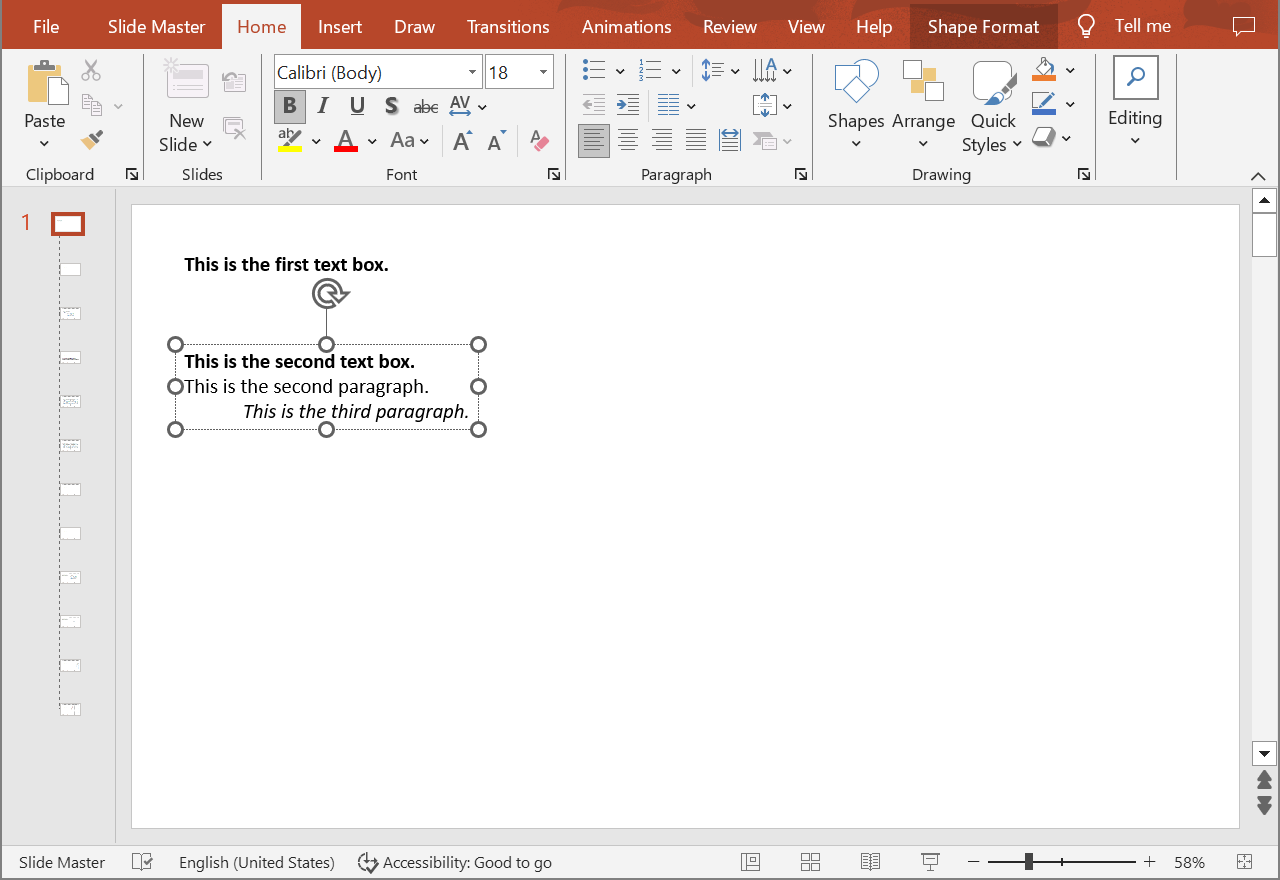 File Slide Master Home Insert Draw Transitions Animations Review View Help Shape Format Tell me
Calibri (Body) 18
B I U S abc AV
ab A Aa A A A
Paste New Slide Shapes Arrange Quick Styles Editing
Clipboard Slides Font Paragraph Drawing
1
This is the first text box.
This is the second text box.
This is the second paragraph.
This is the third paragraph.
Slide Master English (United States) Accessibility: Good to go 58%